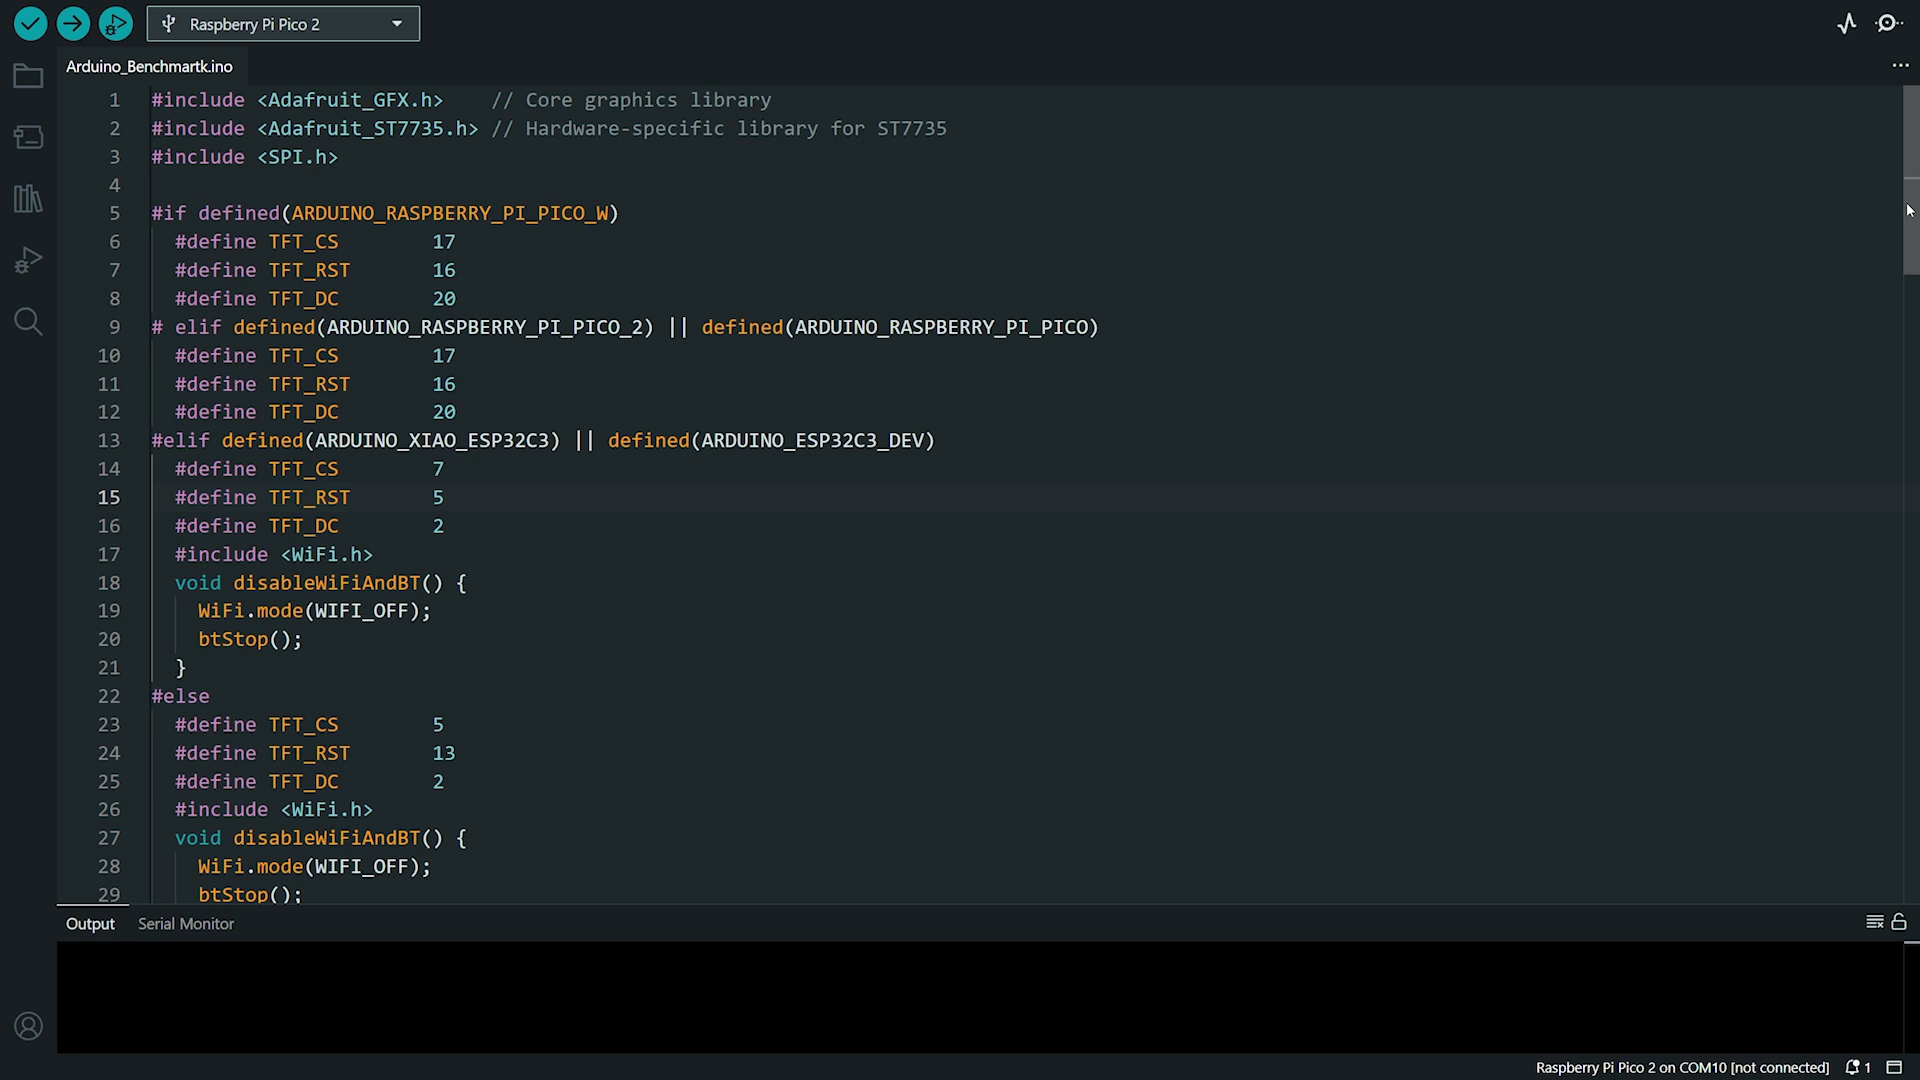 Raspberry Pi Pico 2
Arduino_Benchmartk.ino
1 #include <Adafruit_GFX.h>    // Core graphics library
2 #include <Adafruit_ST7735.h> // Hardware-specific library for ST7735
3 #include <SPI.h>
4
5 #if defined(ARDUINO_RASPBERRY_PI_PICO_W)
6   #define TFT_CS        17
7   #define TFT_RST       16
8   #define TFT_DC        20
9 # elif defined(ARDUINO_RASPBERRY_PI_PICO_2) || defined(ARDUINO_RASPBERRY_PI_PICO)
10   #define TFT_CS        17
11   #define TFT_RST       16
12   #define TFT_DC        20
13 #elif defined(ARDUINO_XIAO_ESP32C3) || defined(ARDUINO_ESP32C3_DEV)
14   #define TFT_CS        7
15   #define TFT_RST       5
16   #define TFT_DC        2
17   #include <WiFi.h>
18   void disableWiFiAndBT() {
19     WiFi.mode(WIFI_OFF);
20     btStop();
21   }
22 #else
23   #define TFT_CS        5
24   #define TFT_RST       13
25   #define TFT_DC        2
26   #include <WiFi.h>
27   void disableWiFiAndBT() {
28     WiFi.mode(WIFI_OFF);
29     btStop();
Output Serial Monitor
Raspberry Pi Pico 2 on COM10 [not connected] 1